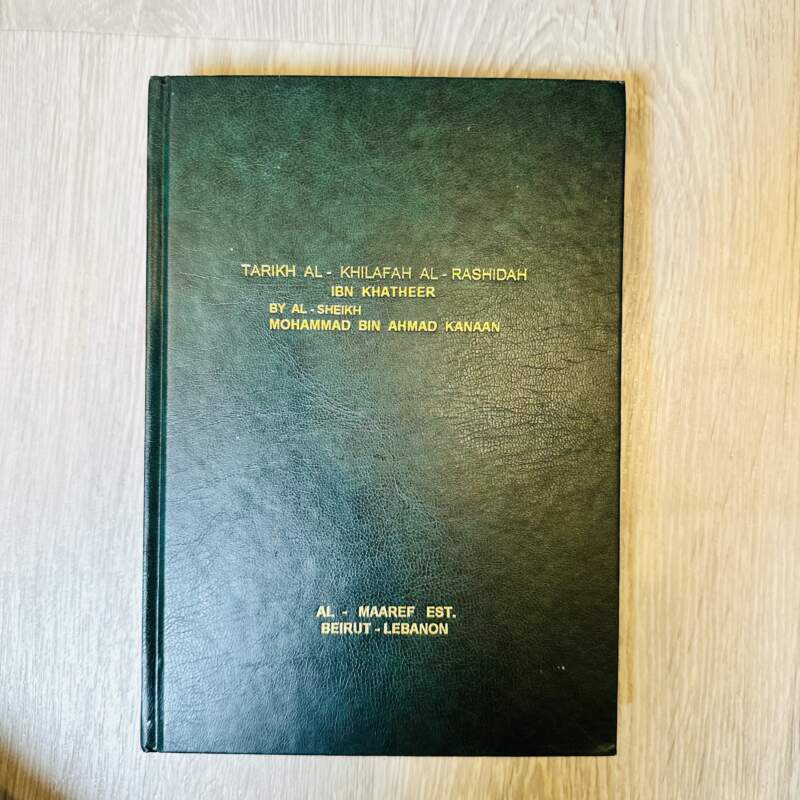 TARIKH AL - KHILAFAH AL - RASHIDAH
IBN KHATHEER
BY AL - SHEIKH
MOHAMMAD BIN AHMAD KANAAN
AL - MAAREF EST.
BEIRUT - LEBANON